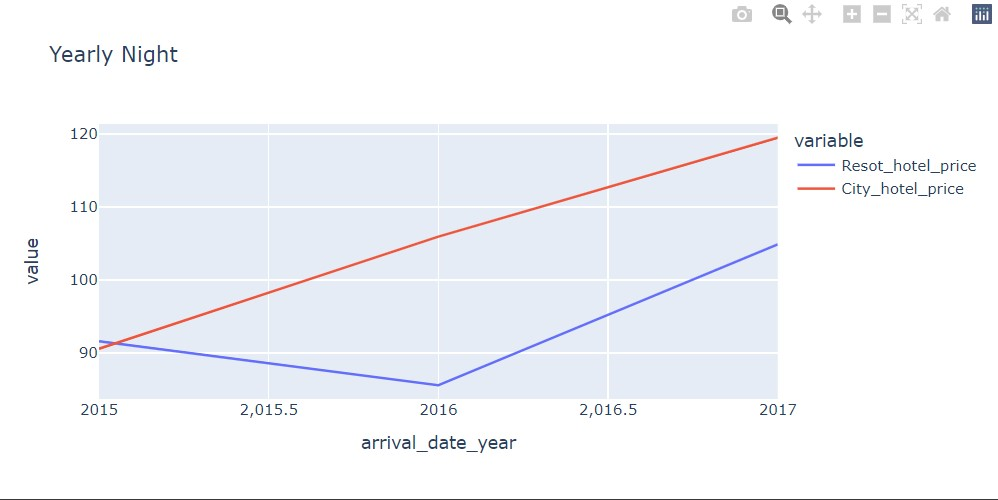 Yearly Night
120
110
100
90
value
2015
2,015.5
2016
2,016.5
2017
arrival_date_year
variable
Resot_hotel_price
City_hotel_price